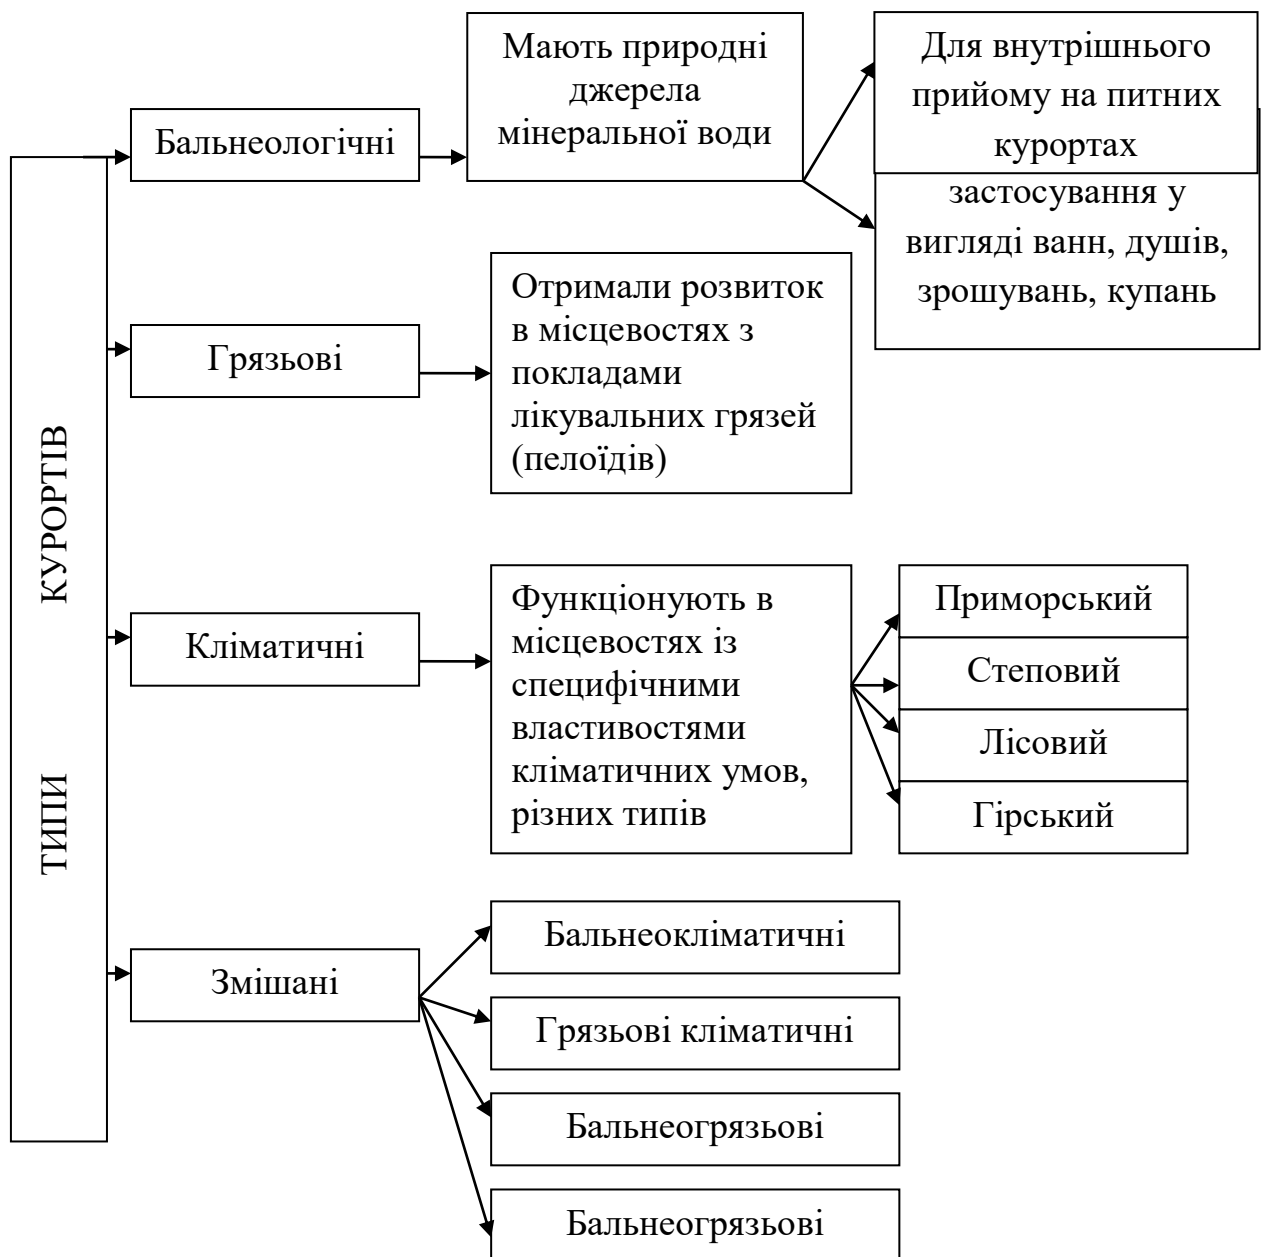 ТИПИ КУРОРТІВ
Бальнеологічні
Мають природні
джерела
мінеральної води
Для внутрішнього
прийому на питних
курортах
застосування у
вигляді ванн, душів,
зрошувань, купань
Грязьові
Отримали розвиток
в місцевостях з
покладами
лікувальних грязей
(пелоїдів)
Кліматичні
Функціонують в
місцевостях із
специфічними
властивостями
кліматичних умов,
різних типів
Приморський
Степовий
Лісовий
Гірський
Змішані
Бальнеокліматичні
Грязьові кліматичні
Бальнеогрязьові
Бальнеогрязьові